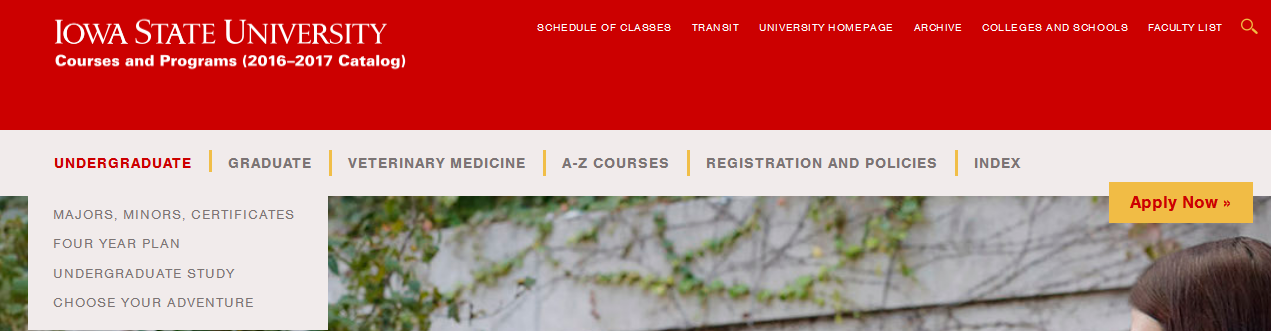 IOWA STATE UNIVERSITY
Courses and Programs (2016–2017 Catalog)
SCHEDULE OF CLASSES TRANSIT UNIVERSITY HOMEPAGE ARCHIVE COLLEGES AND SCHOOLS FACULTY LIST
UNDERGRADUATE GRADUATE VETERINARY MEDICINE A-Z COURSES REGISTRATION AND POLICIES INDEX
Apply Now »
MAJORS, MINORS, CERTIFICATES
FOUR YEAR PLAN
UNDERGRADUATE STUDY
CHOOSE YOUR ADVENTURE